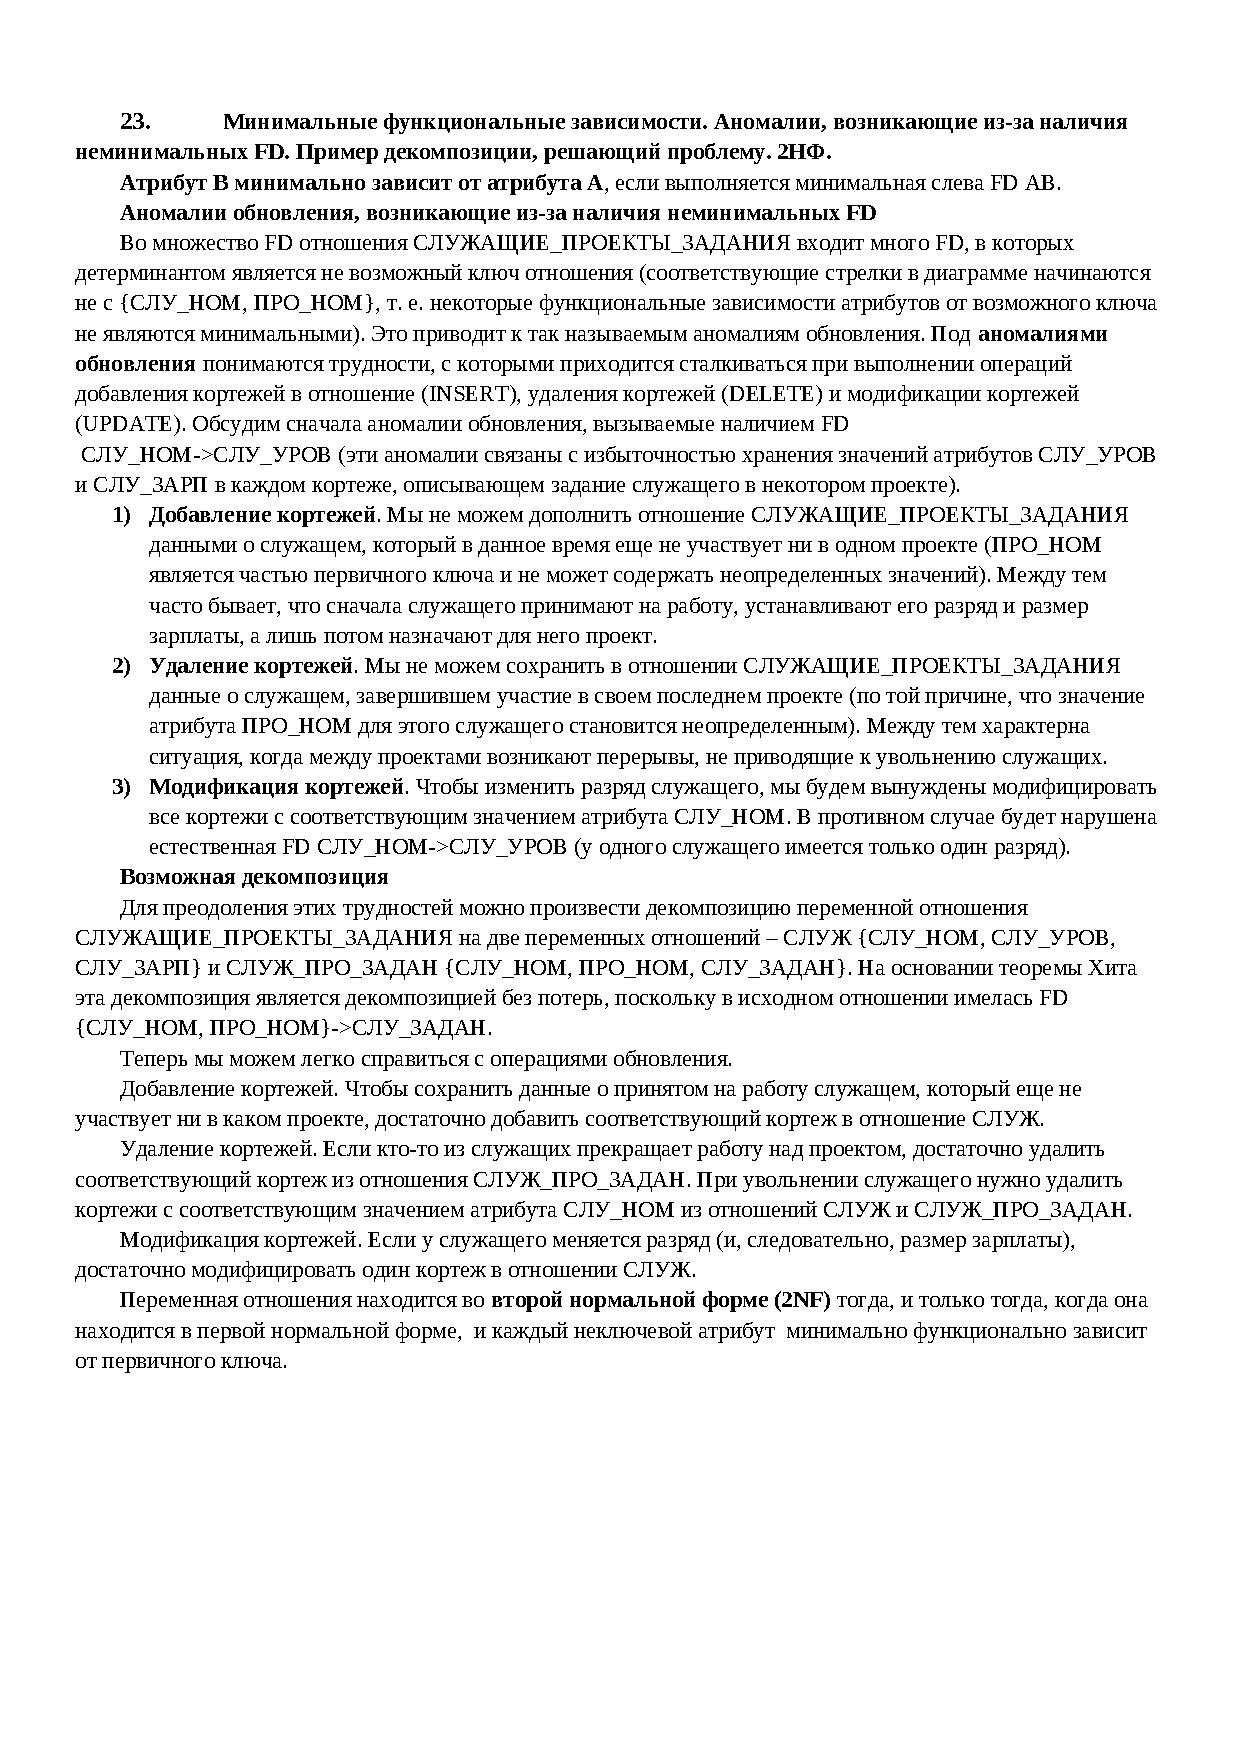 23. Минимальные функциональные зависимости. Аномалии, возникающие из-за наличия
неминимальных FD. Пример декомпозиции, решающий проблему. 2НФ.
Атрибут B минимально зависит от атрибута A, если выполняется минимальная слева FD AB.
Аномалии обновления, возникающие из-за наличия неминимальных FD
Во множество FD отношения СЛУЖАЩИЕ_ПРОЕКТЫ_ЗАДАНИЯ входит много FD, в которых
детерминантом является не возможный ключ отношения (соответствующие стрелки в диаграмме начинаются
не с {СЛУ_НОМ, ПРО_НОМ}, т. е. некоторые функциональные зависимости атрибутов от возможного ключа
не являются минимальными). Это приводит к так называемым аномалиям обновления. Под аномалиями
обновления понимаются трудности, с которыми приходится сталкиваться при выполнении операций
добавления кортежей в отношение (INSERT), удаления кортежей (DELETE) и модификации кортежей
(UPDATE). Обсудим сначала аномалии обновления, вызываемые наличием FD
СЛУ_НОМ->СЛУ_УРОВ (эти аномалии связаны с избыточностью хранения значений атрибутов СЛУ_УРОВ
и СЛУ_ЗАРП в каждом кортеже, описывающем задание служащего в некотором проекте).
1) Добавление кортежей. Мы не можем дополнить отношение СЛУЖАЩИЕ_ПРОЕКТЫ_ЗАДАНИЯ
данными о служащем, который в данное время еще не участвует ни в одном проекте (ПРО_НОМ
является частью первичного ключа и не может содержать неопределенных значений). Между тем
часто бывает, что сначала служащего принимают на работу, устанавливают его разряд и размер
зарплаты, а лишь потом назначают для него проект.
2) Удаление кортежей. Мы не можем сохранить в отношении СЛУЖАЩИЕ_ПРОЕКТЫ_ЗАДАНИЯ
данные о служащем, завершившем участие в своем последнем проекте (по той причине, что значение
атрибута ПРО_НОМ для этого служащего становится неопределенным). Между тем характерна
ситуация, когда между проектами возникают перерывы, не приводящие к увольнению служащих.
3) Модификация кортежей. Чтобы изменить разряд служащего, мы будем вынуждены модифицировать
все кортежи с соответствующим значением атрибута СЛУ_НОМ. В противном случае будет нарушена
естественная FD СЛУ_НОМ->СЛУ_УРОВ (у одного служащего имеется только один разряд).
Возможная декомпозиция
Для преодоления этих трудностей можно произвести декомпозицию переменной отношения
СЛУЖАЩИЕ_ПРОЕКТЫ_ЗАДАНИЯ на две переменных отношений – СЛУЖ {СЛУ_НОМ, СЛУ_УРОВ,
СЛУ_ЗАРП} и СЛУЖ_ПРО_ЗАДАН {СЛУ_НОМ, ПРО_НОМ, СЛУ_ЗАДАН}. На основании теоремы Хита
эта декомпозиция является декомпозицией без потерь, поскольку в исходном отношении имелась FD
{СЛУ_НОМ, ПРО_НОМ}->СЛУ_ЗАДАН.
Теперь мы можем легко справиться с операциями обновления.
Добавление кортежей. Чтобы сохранить данные о принятом на работу служащем, который еще не
участвует ни в каком проекте, достаточно добавить соответствующий кортеж в отношение СЛУЖ.
Удаление кортежей. Если кто-то из служащих прекращает работу над проектом, достаточно удалить
соответствующий кортеж из отношения СЛУЖ_ПРО_ЗАДАН. При увольнении служащего нужно удалить
кортежи с соответствующим значением атрибута СЛУ_НОМ из отношений СЛУЖ и СЛУЖ_ПРО_ЗАДАН.
Модификация кортежей. Если у служащего меняется разряд (и, следовательно, размер зарплаты),
достаточно модифицировать один кортеж в отношении СЛУЖ.
Переменная отношения находится во второй нормальной форме (2NF) тогда, и только тогда, когда она
находится в первой нормальной форме, и каждый неключевой атрибут минимально функционально зависит
от первичного ключа.